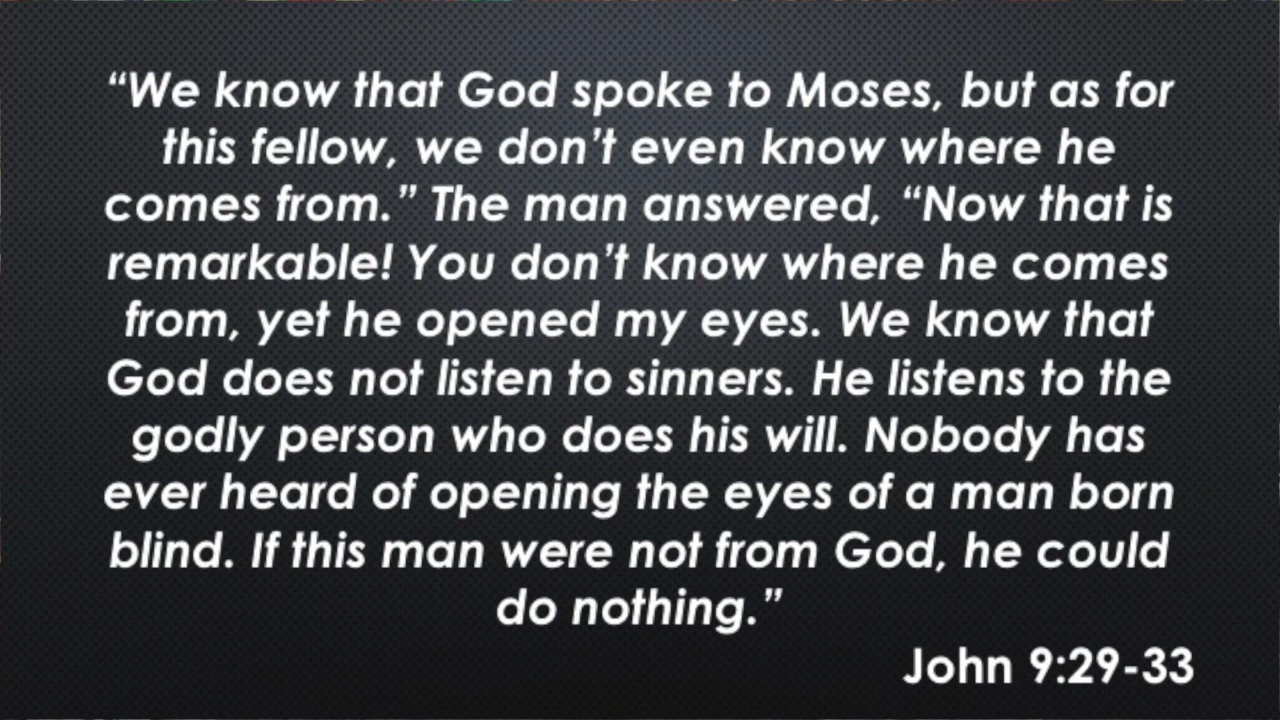 “We know that God spoke to Moses, but as for
this fellow, we don’t even know where he
comes from.” The man answered, “Now that is
remarkable! You don’t know where he comes
from, yet he opened my eyes. We know that
God does not listen to sinners. He listens to the
godly person who does his will. Nobody has
ever heard of opening the eyes of a man born
blind. If this man were not from God, he could
do nothing.”
John 9:29-33